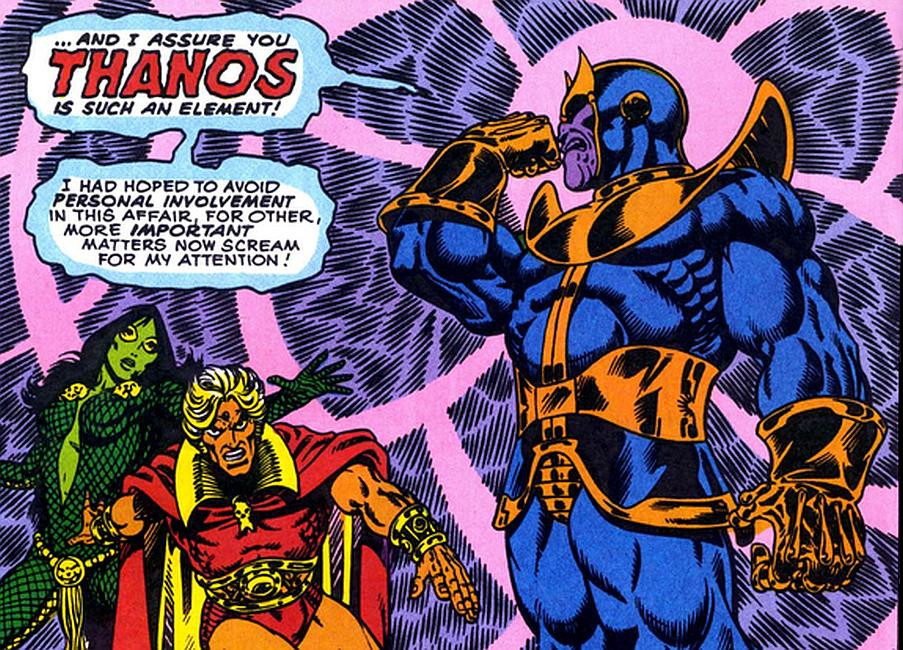 ...AND I ASSURE YOU
THANOS
IS SUCH AN ELEMENT!
I HAD HOPED TO AVOID
PERSONAL INVOLVEMENT
IN THIS AFFAIR, FOR OTHER,
MORE IMPORTANT
MATTERS NOW SCREAM
FOR MY ATTENTION!